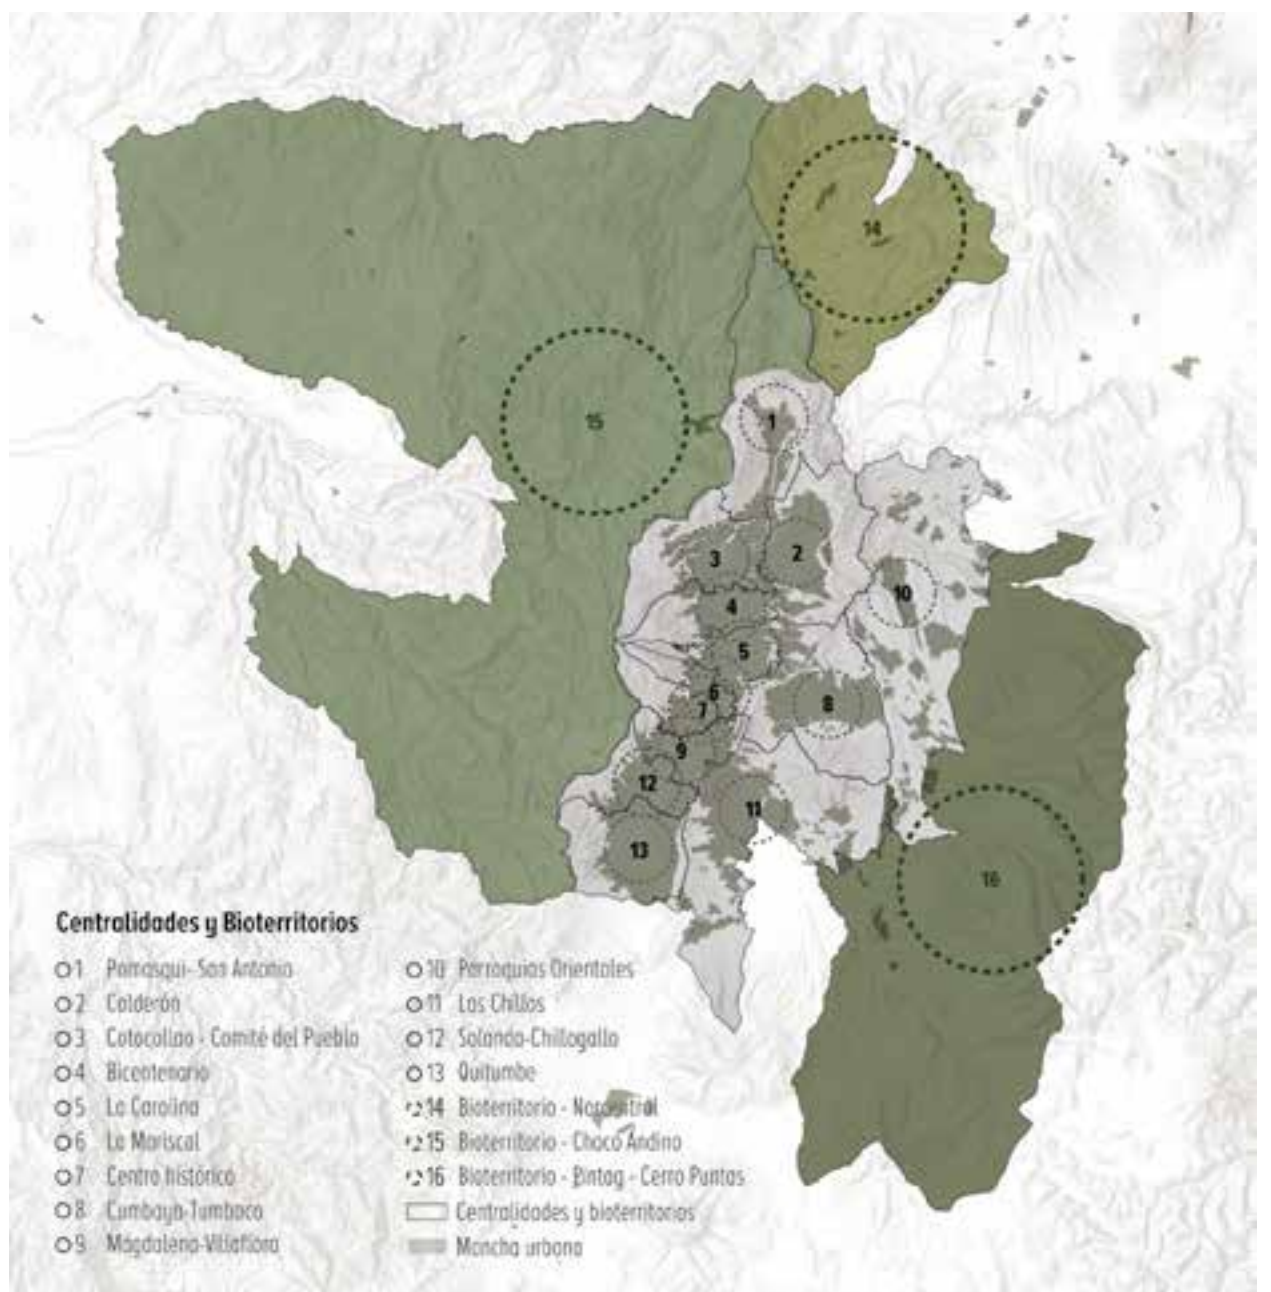 14
15
1
3
2
10
4
5
6
8
7
9
12
11
13
16
Centralidades y Bioterritorios
1 Pomasqui- San Antonio
2 Calderón
3 Cotocollao - Comité del Pueblo
4 Bicentenario
5 La Carolina
6 La Mariscal
7 Centro histórico
8 Cumbaya-Tumbaco
9 Magdalena-Villaflora
10 Parroquias Orientales
11 Los Chillos
12 Solanda-Chillogallo
13 Quitumbe
14 Bioterritorio - Norcentral
15 Bioterritorio - Chocó Andino
16 Bioterritorio - Pintag - Cerro Puntas
Centralidades y bioterritorios
Mancha urbana